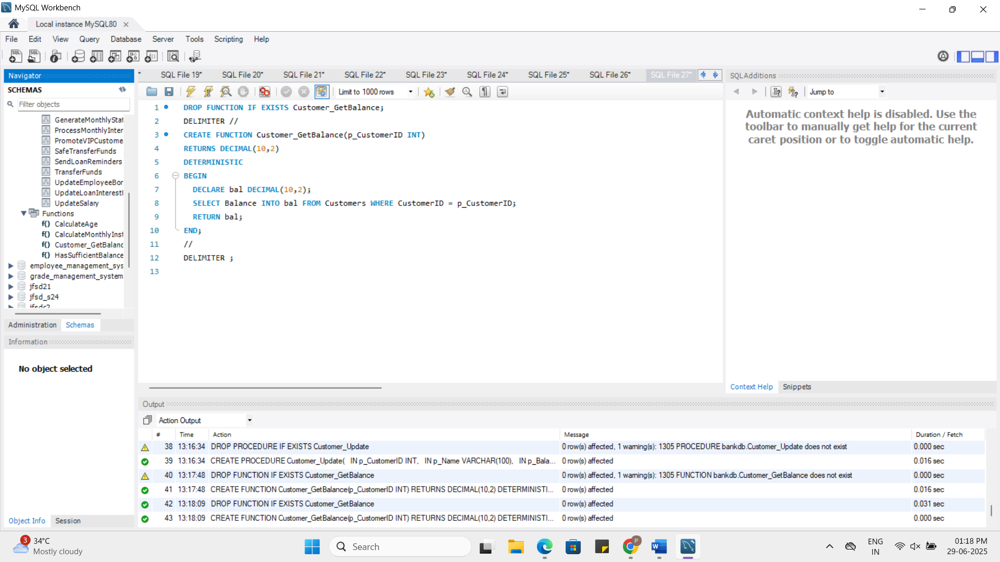 MySQL Workbench
Local instance MySQL80
File Edit View Query Database Server Tools Scripting Help
Navigator
SCHEMAS
Filter objects
GenerateMonthlyStat
ProcessMonthlyInter
PromoteVIPCustome
SafeTransferFunds
SendLoanReminders
TransferFunds
UpdateEmployeeBor
UpdateLoanInterest
UpdateSalary
Functions
f() CalculateAge
f() CalculateMonthlyInst
f() Customer_GetBalanc
f() HasSufficientBalance
employee_management_sys
grade_management_system
jfsd21
jfsd_s24
Administration Schemas
Information
No object selected
Object Info Session
* SQL File 19* SQL File 20* SQL File 21* SQL File 22* SQL File 23* SQL File 24* SQL File 25* SQL File 26* SQL File 27*
Limit to 1000 rows
1 DROP FUNCTION IF EXISTS Customer_GetBalance;
2 DELIMITER //
3 CREATE FUNCTION Customer_GetBalance(p_CustomerID INT)
4 RETURNS DECIMAL(10,2)
5 DETERMINISTIC
6 BEGIN
7 DECLARE bal DECIMAL(10,2);
8 SELECT Balance INTO bal FROM Customers WHERE CustomerID = p_CustomerID;
9 RETURN bal;
10 END;
11 //
12 DELIMITER ;
13
SQLAdditions
Jump to
Automatic context help is disabled. Use the
toolbar to manually get help for the current
caret position or to toggle automatic help.
Context Help Snippets
Output
Action Output
# Time Action Message Duration / Fetch
38 13:16:34 DROP PROCEDURE IF EXISTS Customer_Update 0 row(s) affected, 1 warning(s): 1305 PROCEDURE bankdb.Customer_Update does not exist 0.000 sec
39 13:16:34 CREATE PROCEDURE Customer_Update( IN p_CustomerID INT, IN p_Name VARCHAR(100), IN p_Bala... 0 row(s) affected 0.016 sec
40 13:17:48 DROP FUNCTION IF EXISTS Customer_GetBalance 0 row(s) affected, 1 warning(s): 1305 FUNCTION bankdb.Customer_GetBalance does not exist 0.000 sec
41 13:17:48 CREATE FUNCTION Customer_GetBalance(p_CustomerID INT) RETURNS DECIMAL(10,2) DETERMINISTI... 0 row(s) affected 0.016 sec
42 13:18:09 DROP FUNCTION IF EXISTS Customer_GetBalance 0 row(s) affected 0.031 sec
43 13:18:09 CREATE FUNCTION Customer_GetBalance(p_CustomerID INT) RETURNS DECIMAL(10,2) DETERMINISTI... 0 row(s) affected 0.000 sec
3
34°C
Mostly cloudy
Search
P
ENG
IN
01:18 PM
29-06-2025